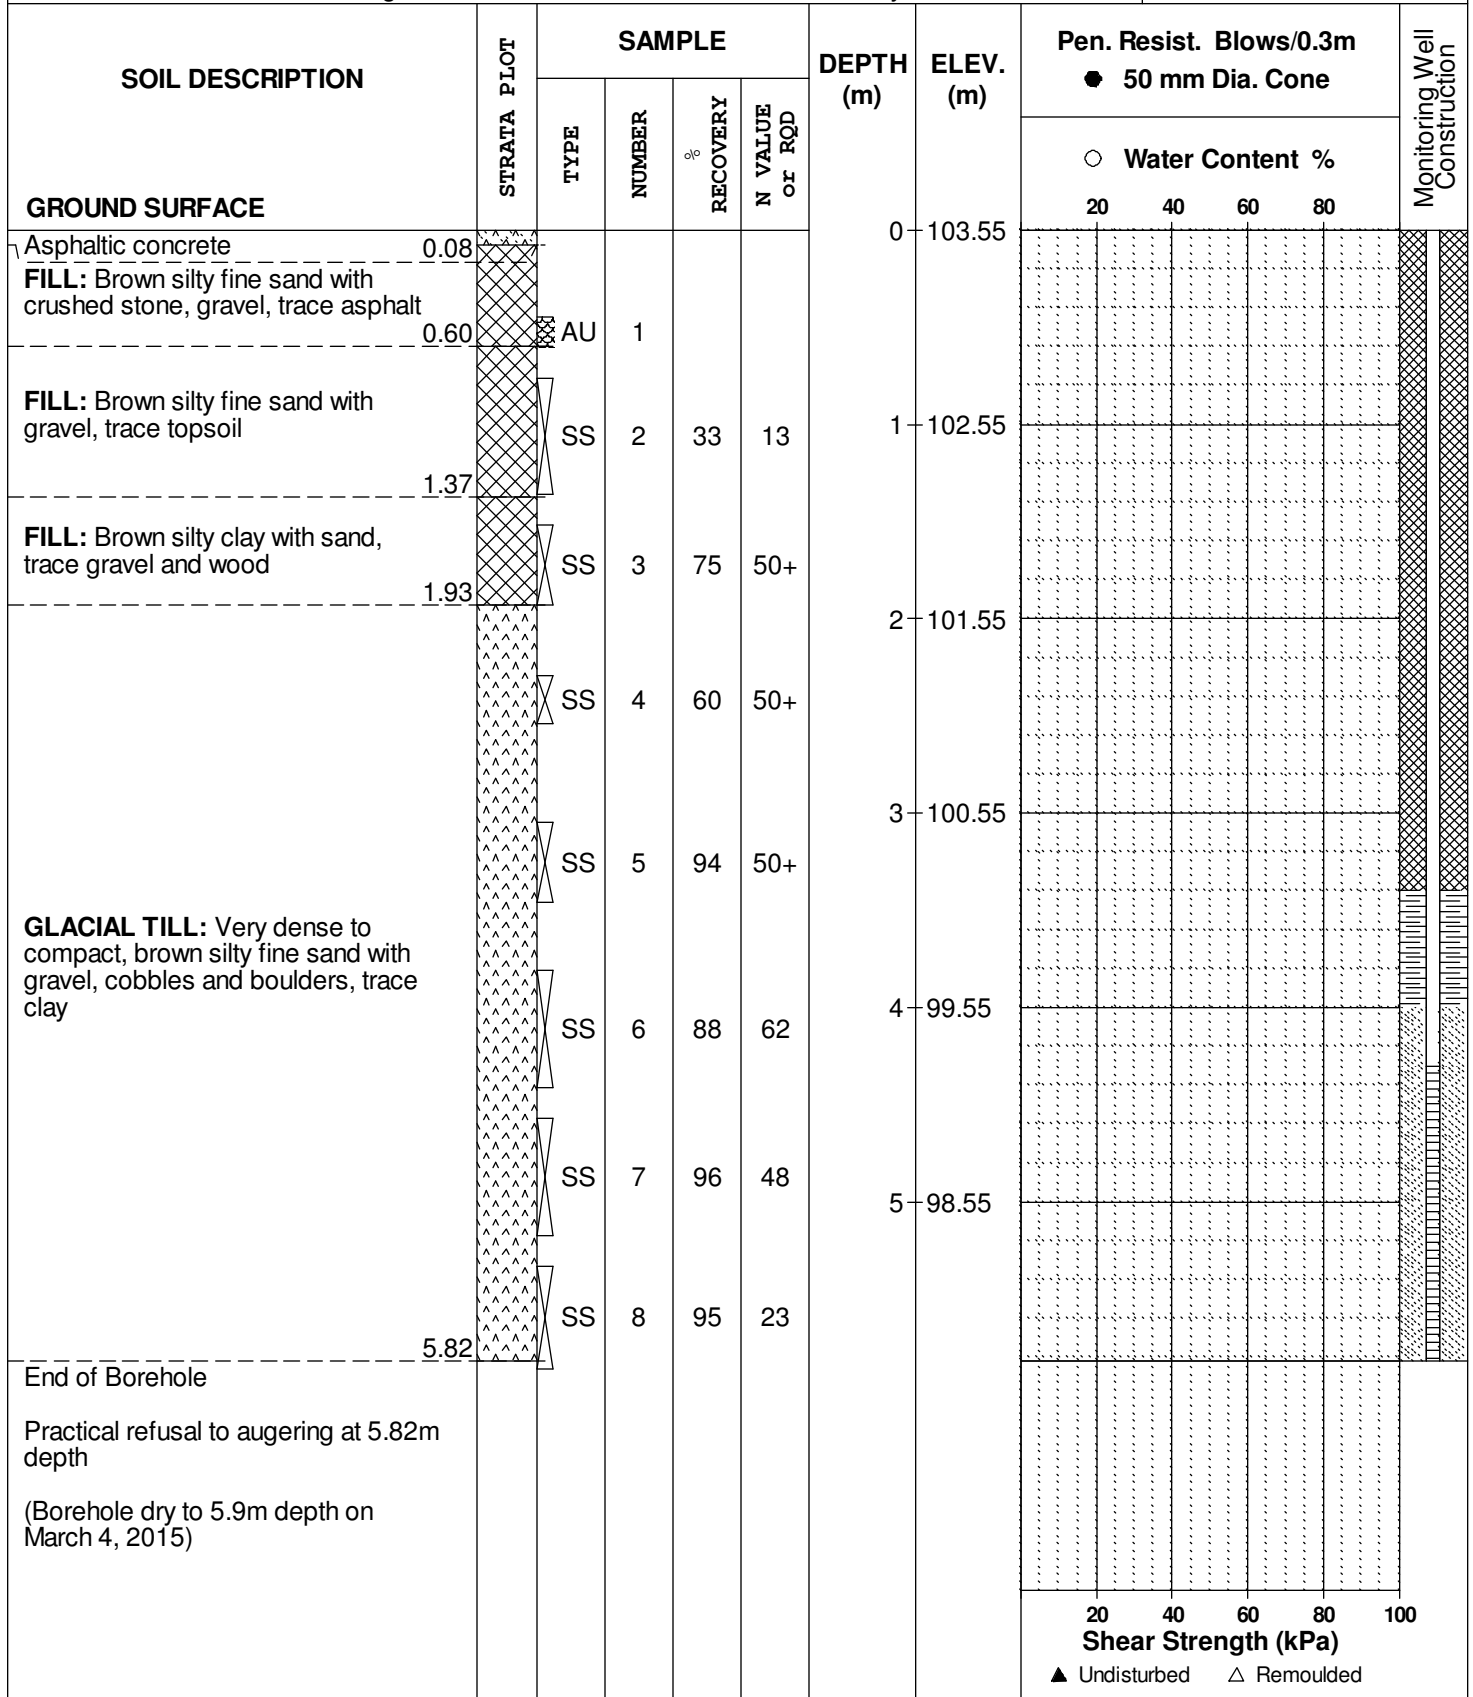 SOIL DESCRIPTION
GROUND SURFACE
STRATA PLOT
SAMPLE
TYPE
NUMBER
% RECOVERY
N VALUE or RQD
DEPTH (m)
ELEV. (m)
Pen. Resist. Blows/0.3m
● 50 mm Dia. Cone
○ Water Content %
20 40 60 80
Monitoring Well
Construction
0 103.55
Asphaltic concrete 0.08
FILL: Brown silty fine sand with
crushed stone, gravel, trace asphalt
0.60
AU 1
FILL: Brown silty fine sand with
gravel, trace topsoil
SS 2 33 13
1 102.55
1.37
FILL: Brown silty clay with sand,
trace gravel and wood
SS 3 75 50+
1.93
2 101.55
SS 4 60 50+
3 100.55
SS 5 94 50+
GLACIAL TILL: Very dense to
compact, brown silty fine sand with
gravel, cobbles and boulders, trace
clay
4 99.55
SS 6 88 62
SS 7 96 48
5 98.55
SS 8 95 23
5.82
End of Borehole
Practical refusal to augering at 5.82m
depth
(Borehole dry to 5.9m depth on
March 4, 2015)
20 40 60 80 100
Shear Strength (kPa)
▲ Undisturbed △ Remoulded